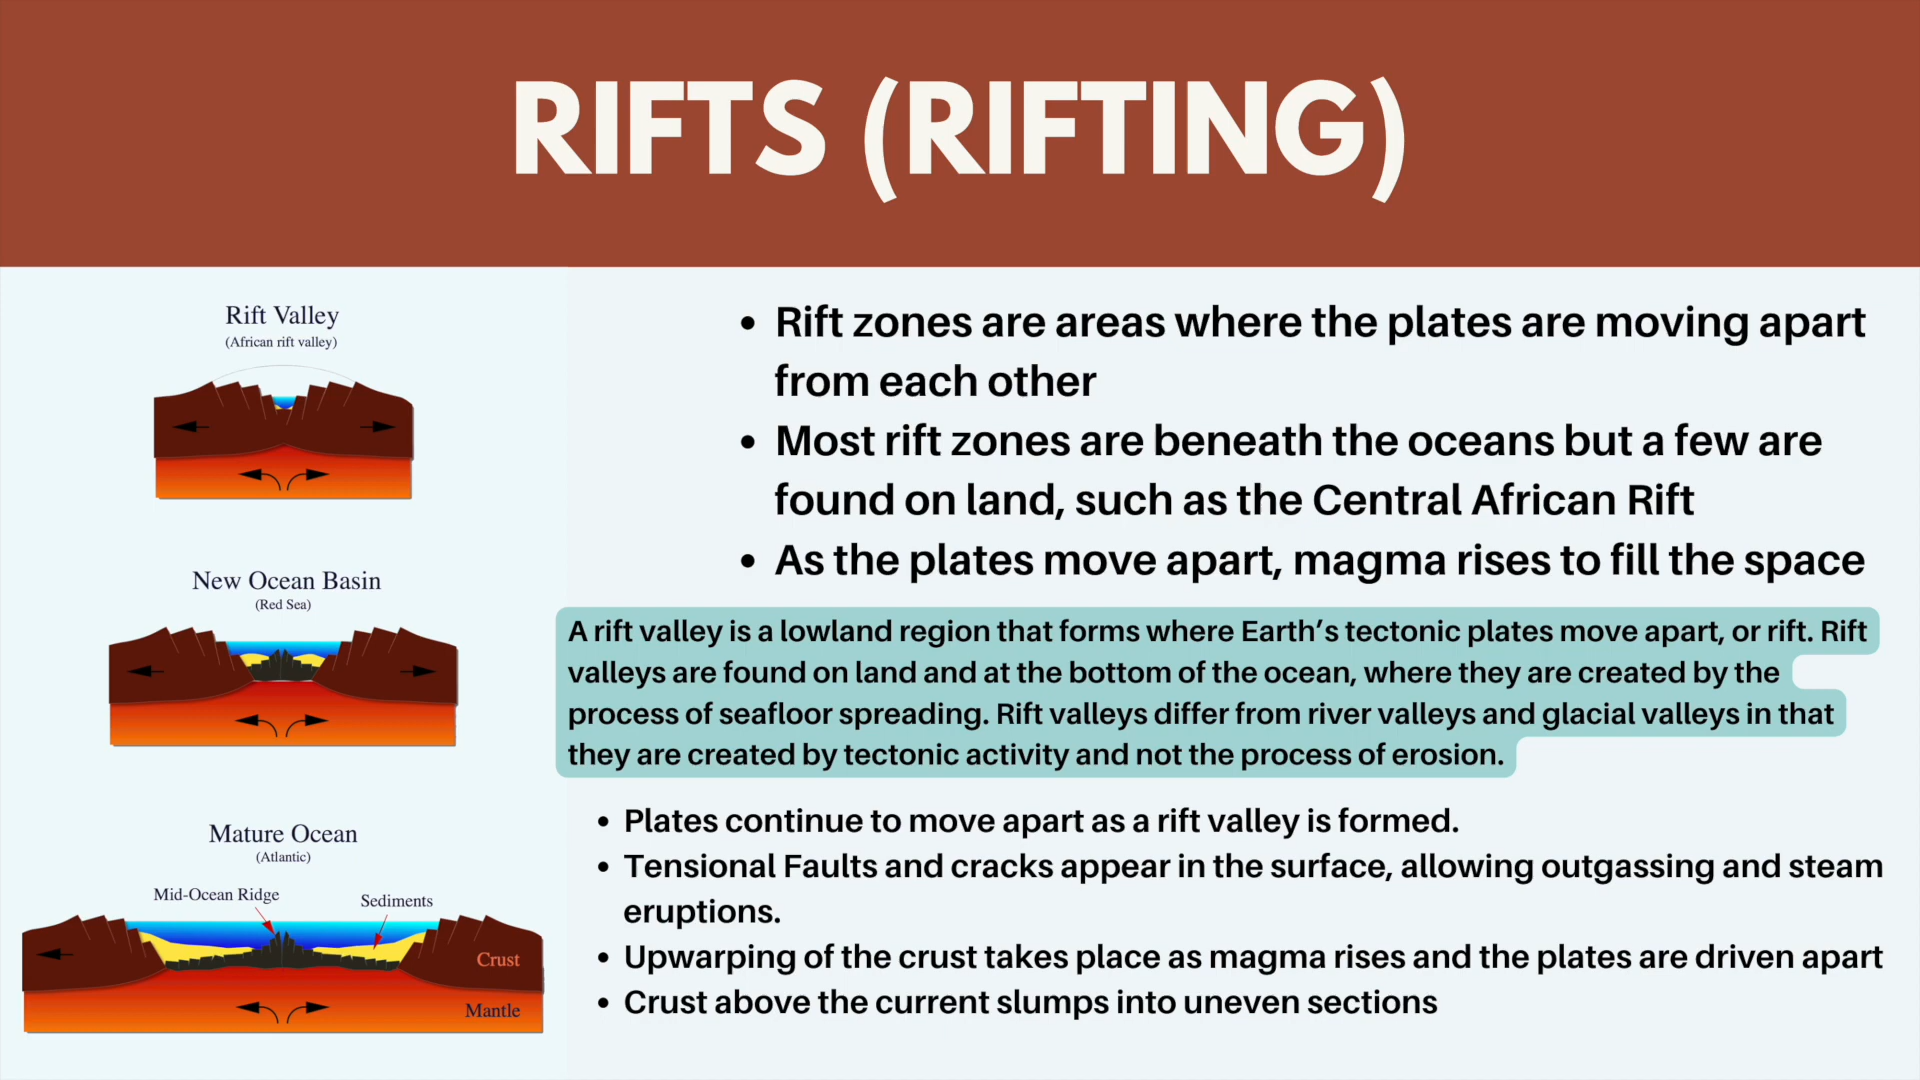 RIFTS (RIFTING)
Rift Valley
(African rift valley)
New Ocean Basin
(Red Sea)
Mature Ocean
(Atlantic)
Mid-Ocean Ridge
Sediments
Crust
Mantle
• Rift zones are areas where the plates are moving apart
from each other
• Most rift zones are beneath the oceans but a few are
found on land, such as the Central African Rift
• As the plates move apart, magma rises to fill the space
A rift valley is a lowland region that forms where Earth’s tectonic plates move apart, or rift. Rift
valleys are found on land and at the bottom of the ocean, where they are created by the
process of seafloor spreading. Rift valleys differ from river valleys and glacial valleys in that
they are created by tectonic activity and not the process of erosion.
• Plates continue to move apart as a rift valley is formed.
• Tensional Faults and cracks appear in the surface, allowing outgassing and steam
eruptions.
• Upwarping of the crust takes place as magma rises and the plates are driven apart
• Crust above the current slumps into uneven sections